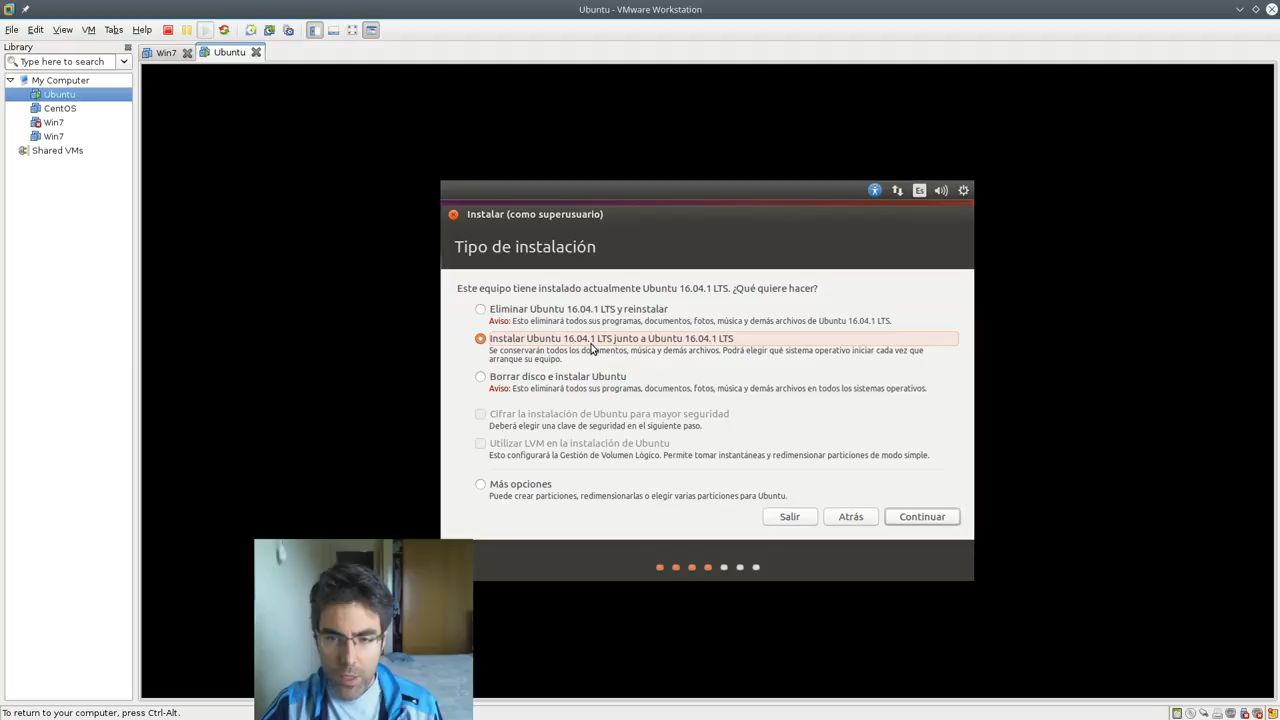 Ubuntu - VMware Workstation
File Edit View VM Tabs Help
Library
Type here to search
My Computer
Ubuntu
CentOS
Win7
Win7
Shared VMs
Win7 Ubuntu
Es
Instalar (como superusuario)
Tipo de instalación
Este equipo tiene instalado actualmente Ubuntu 16.04.1 LTS. ¿Qué quiere hacer?
Eliminar Ubuntu 16.04.1 LTS y reinstalar
Aviso: Esto eliminará todos sus programas, documentos, fotos, música y demás archivos de Ubuntu 16.04.1 LTS.
Instalar Ubuntu 16.04.1 LTS junto a Ubuntu 16.04.1 LTS
Se conservarán todos los documentos, música y demás archivos. Podrá elegir qué sistema operativo iniciar cada vez que
arranque su equipo.
Borrar disco e instalar Ubuntu
Aviso: Esto eliminará todos sus programas, documentos, fotos, música y demás archivos en todos los sistemas operativos.
Cifrar la instalación de Ubuntu para mayor seguridad
Deberá elegir una clave de seguridad en el siguiente paso.
Utilizar LVM en la instalación de Ubuntu
Esto configurará la Gestión de Volumen Lógico. Permite tomar instantáneas y redimensionar particiones de modo simple.
Más opciones
Puede crear particiones, redimensionarlas o elegir varias particiones para Ubuntu.
Salir Atrás Continuar
To return to your computer, press Ctrl-Alt.